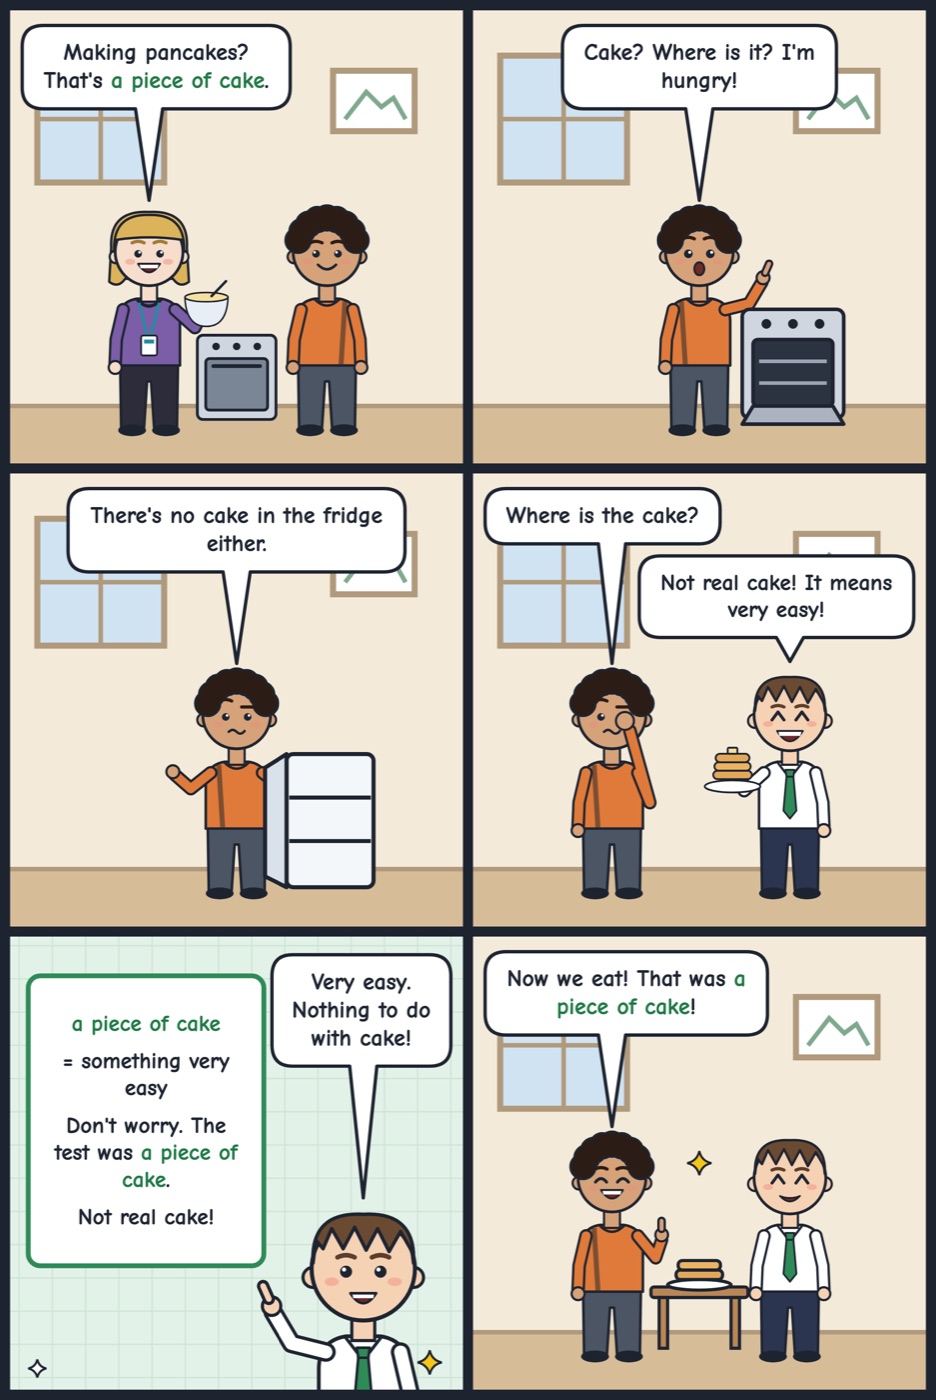 Making pancakes?
That's a piece of cake.
Cake? Where is it? I'm
hungry!
There's no cake in the fridge
either.
Where is the cake?
Not real cake! It means
very easy!
a piece of cake
= something very
easy
Don't worry. The
test was a piece of
cake.
Not real cake!
Very easy.
Nothing to do
with cake!
Now we eat! That was a
piece of cake!